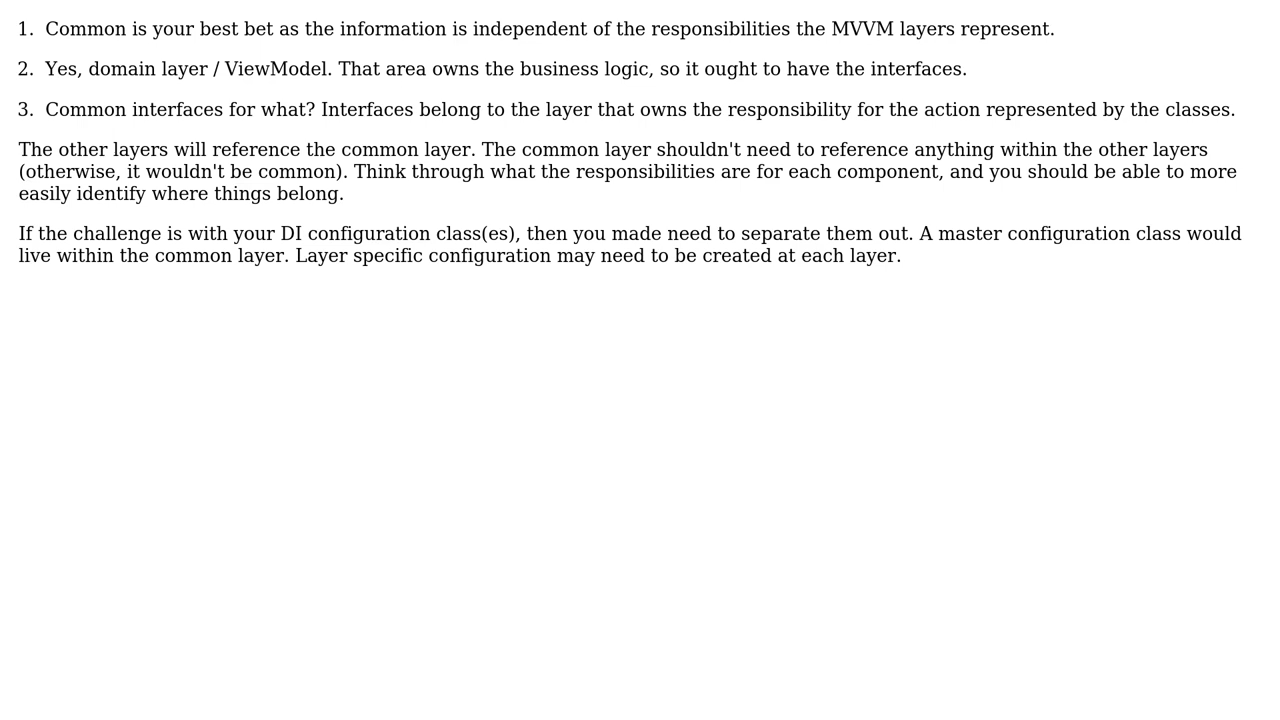 1. Common is your best bet as the information is independent of the responsibilities the MVVM layers represent.
2. Yes, domain layer / ViewModel. That area owns the business logic, so it ought to have the interfaces.
3. Common interfaces for what? Interfaces belong to the layer that owns the responsibility for the action represented by the classes.
The other layers will reference the common layer. The common layer shouldn't need to reference anything within the other layers
(otherwise, it wouldn't be common). Think through what the responsibilities are for each component, and you should be able to more
easily identify where things belong.
If the challenge is with your DI configuration class(es), then you made need to separate them out. A master configuration class would
live within the common layer. Layer specific configuration may need to be created at each layer.